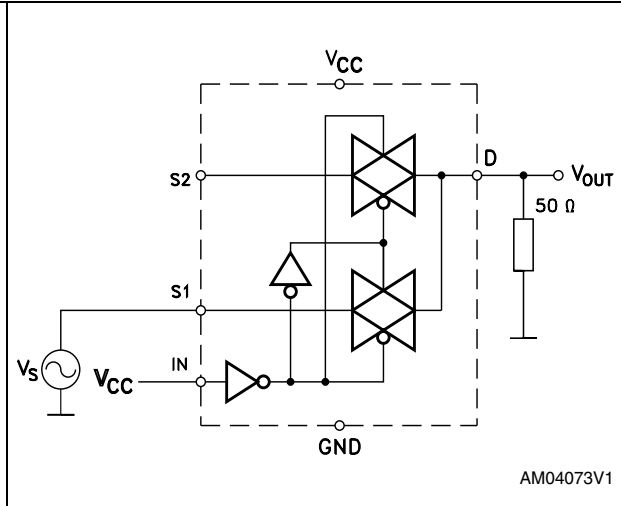 VCC
S2
D
VOUT
50 Ω
S1
VS
VCC
IN
GND
AM04073V1